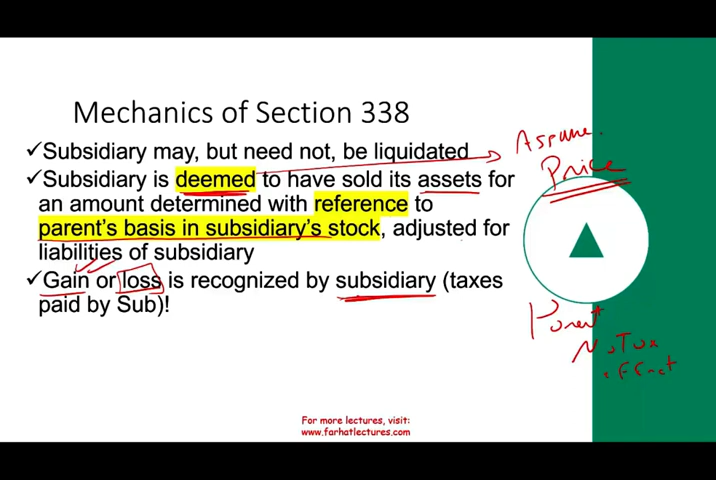 Mechanics of Section 338
✓Subsidiary may, but need not, be liquidated
✓Subsidiary is deemed to have sold its assets for
an amount determined with reference to
parent's basis in subsidiary's stock, adjusted for
liabilities of subsidiary
✓Gain or loss is recognized by subsidiary (taxes
paid by Sub)!
Assume
Price
Parent
No Tax
effect
For more lectures, visit:
www.farhatlectures.com